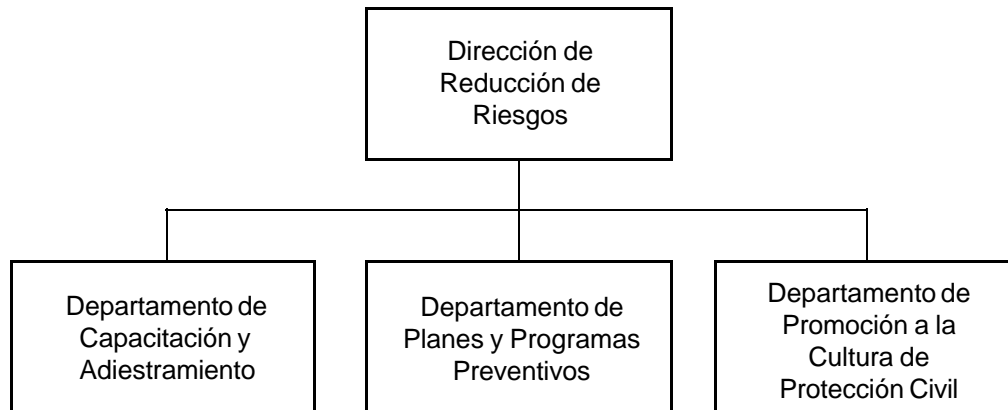 Dirección de
Reducción de
Riesgos
Departamento de
Capacitación y
Adiestramiento
Departamento de
Planes y Programas
Preventivos
Departamento de
Promoción a la
Cultura de
Protección Civil